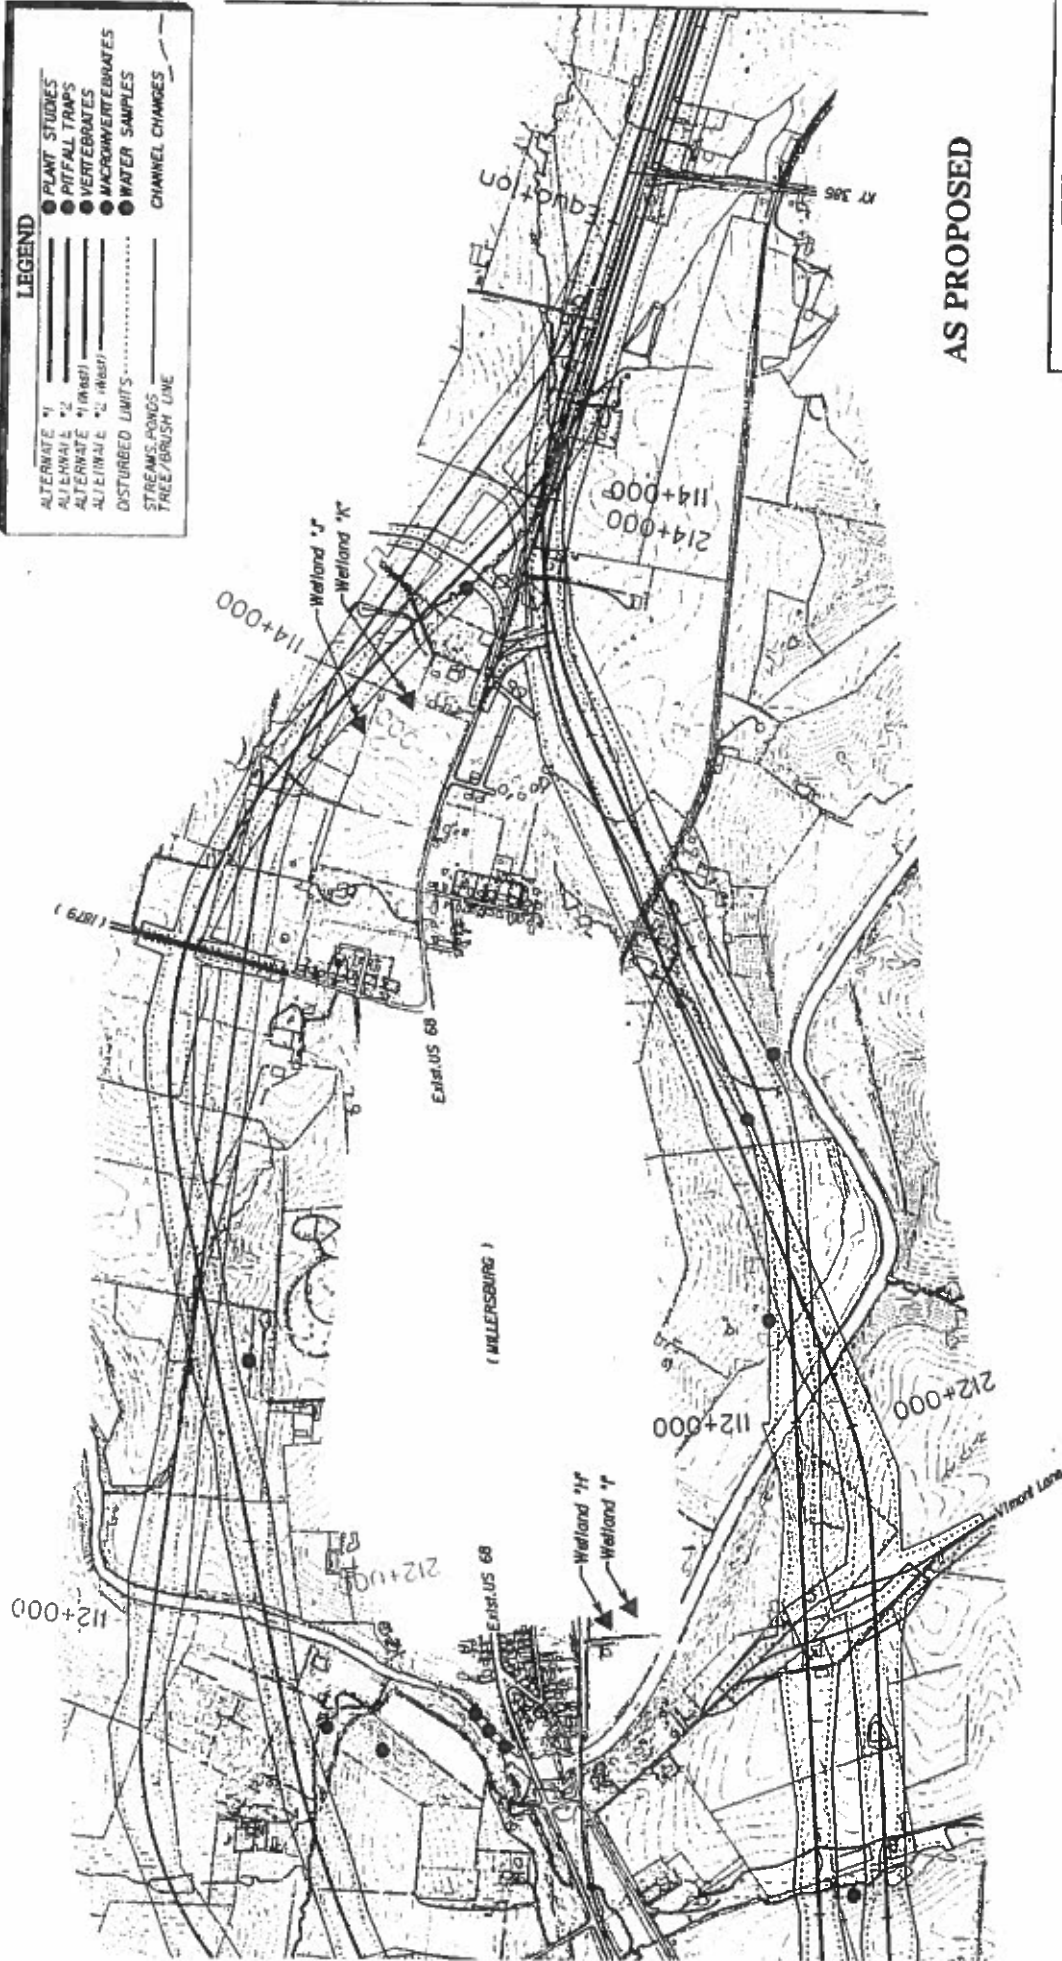 LEGEND
ALTERNATE #1
ALTERNATE #2
ALTERNATE #1 (West)
ALTERNATE #2 (West)
DISTURBED LIMITS
STREAMS, PONDS
TREE/BRUSH LINE
PLANT STUDIES
PITFALL TRAPS
VERTEBRATES
MACROINVERTEBRATES
WATER SAMPLES
CHANNEL CHANGES
Equation
KY 386
AS PROPOSED
114+000
Wetland "J"
Wetland "K"
114+000
214+000
( 1879 )
Exist. US 68
( MILLERSBURG )
112+000
212+000
112+000
212+000
Wetland "H"
Wetland "I"
Exist. US 68
Vimont Lane